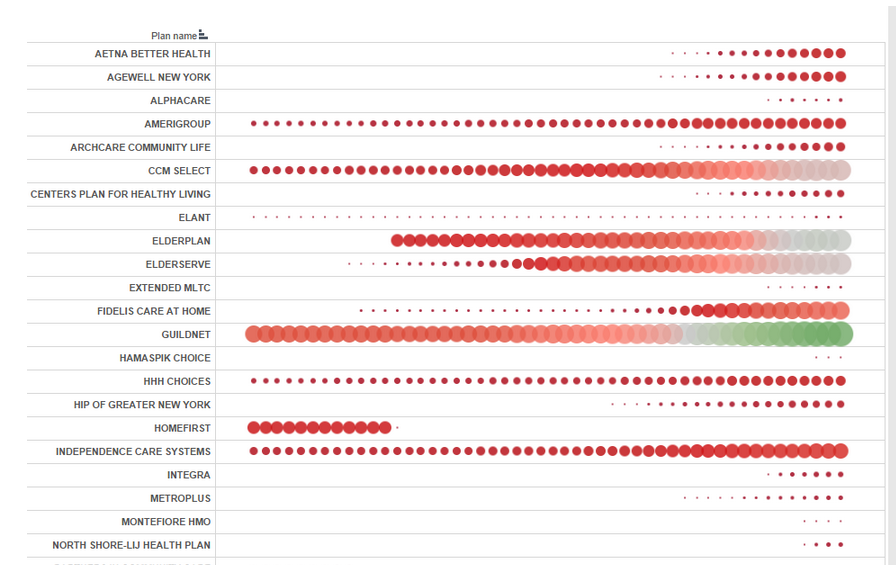 Plan name
AETNA BETTER HEALTH
AGEWELL NEW YORK
ALPHACARE
AMERIGROUP
ARCHCARE COMMUNITY LIFE
CCM SELECT
CENTERS PLAN FOR HEALTHY LIVING
ELANT
ELDERPLAN
ELDERSERVE
EXTENDED MLTC
FIDELIS CARE AT HOME
GUILDNET
HAMASPIK CHOICE
HHH CHOICES
HIP OF GREATER NEW YORK
HOMEFIRST
INDEPENDENCE CARE SYSTEMS
INTEGRA
METROPLUS
MONTEFIORE HMO
NORTH SHORE-LIJ HEALTH PLAN